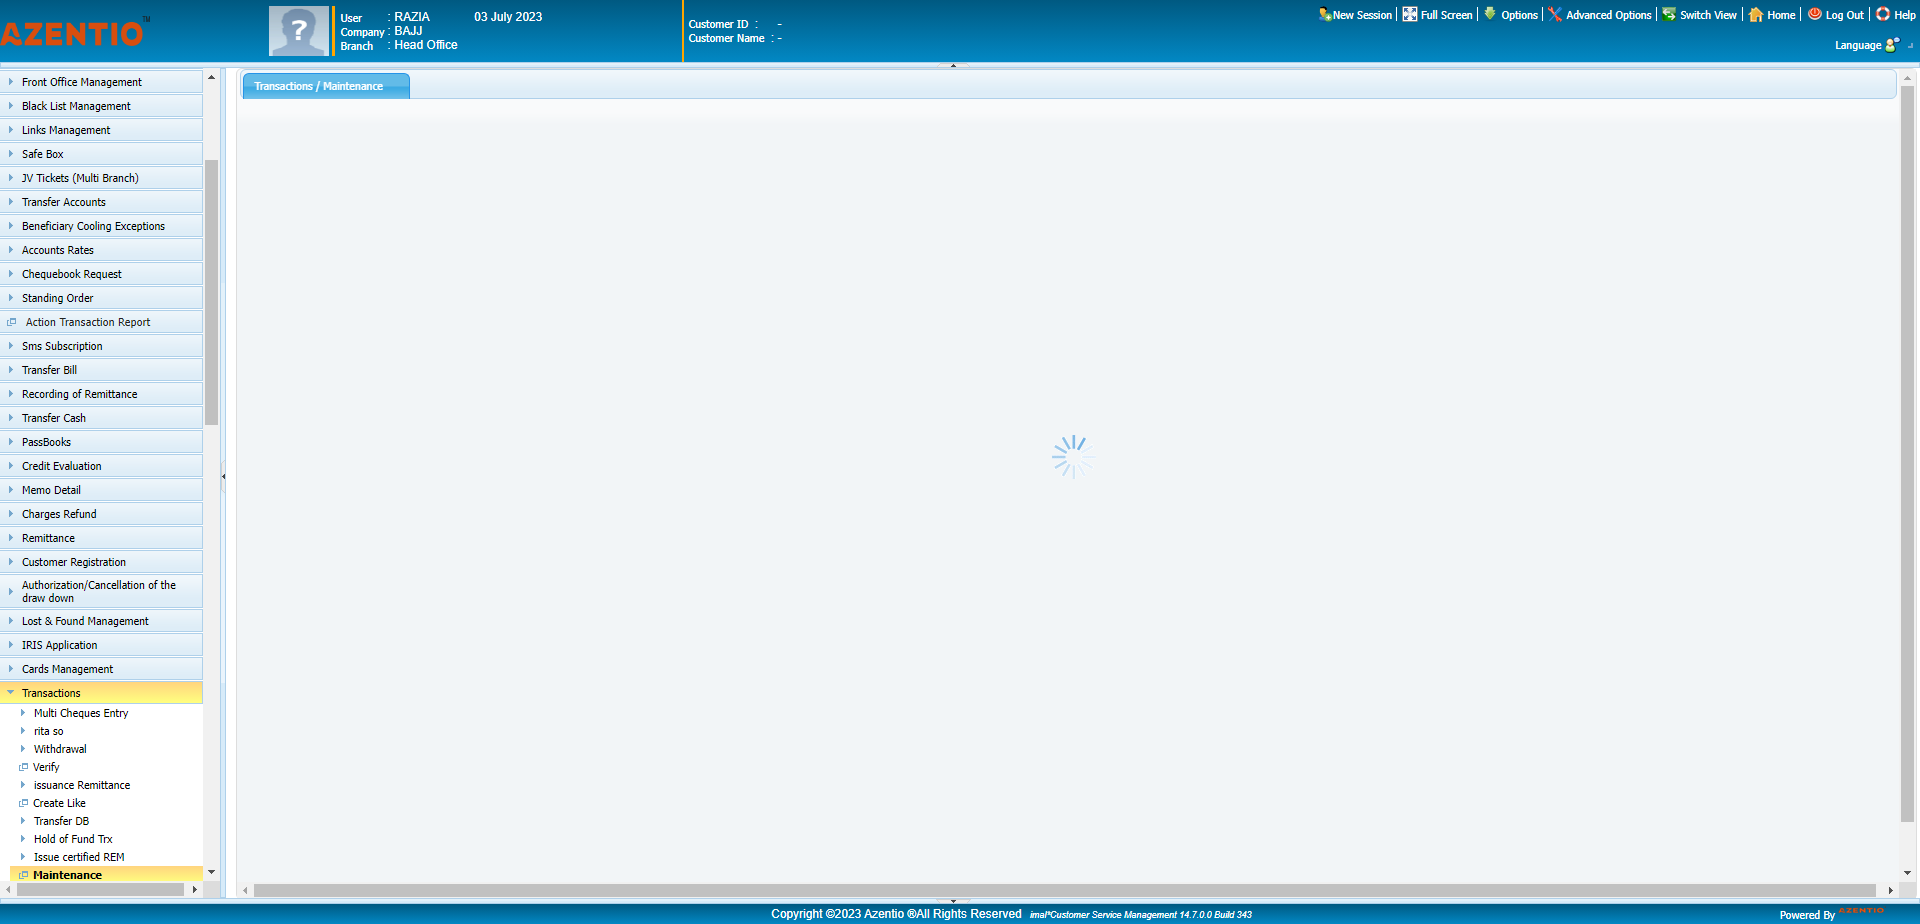 AZENTIO™
User : RAZIA 03 July 2023
Company : BAJJ
Branch : Head Office
Customer ID : -
Customer Name : -
New Session Full Screen Options Advanced Options Switch View Home Log Out Help
Language
Front Office Management
Black List Management
Links Management
Safe Box
JV Tickets (Multi Branch)
Transfer Accounts
Beneficiary Cooling Exceptions
Accounts Rates
Chequebook Request
Standing Order
Action Transaction Report
Sms Subscription
Transfer Bill
Recording of Remittance
Transfer Cash
PassBooks
Credit Evaluation
Memo Detail
Charges Refund
Remittance
Customer Registration
Authorization/Cancellation of the
draw down
Lost & Found Management
IRIS Application
Cards Management
Transactions
Multi Cheques Entry
rita so
Withdrawal
Verify
issuance Remittance
Create Like
Transfer DB
Hold of Fund Trx
Issue certified REM
Maintenance
Transactions / Maintenance
Copyright ©2023 Azentio ®All Rights Reserved imal*Customer Service Management 14.7.0.0 Build 343
Powered By AZENTIO